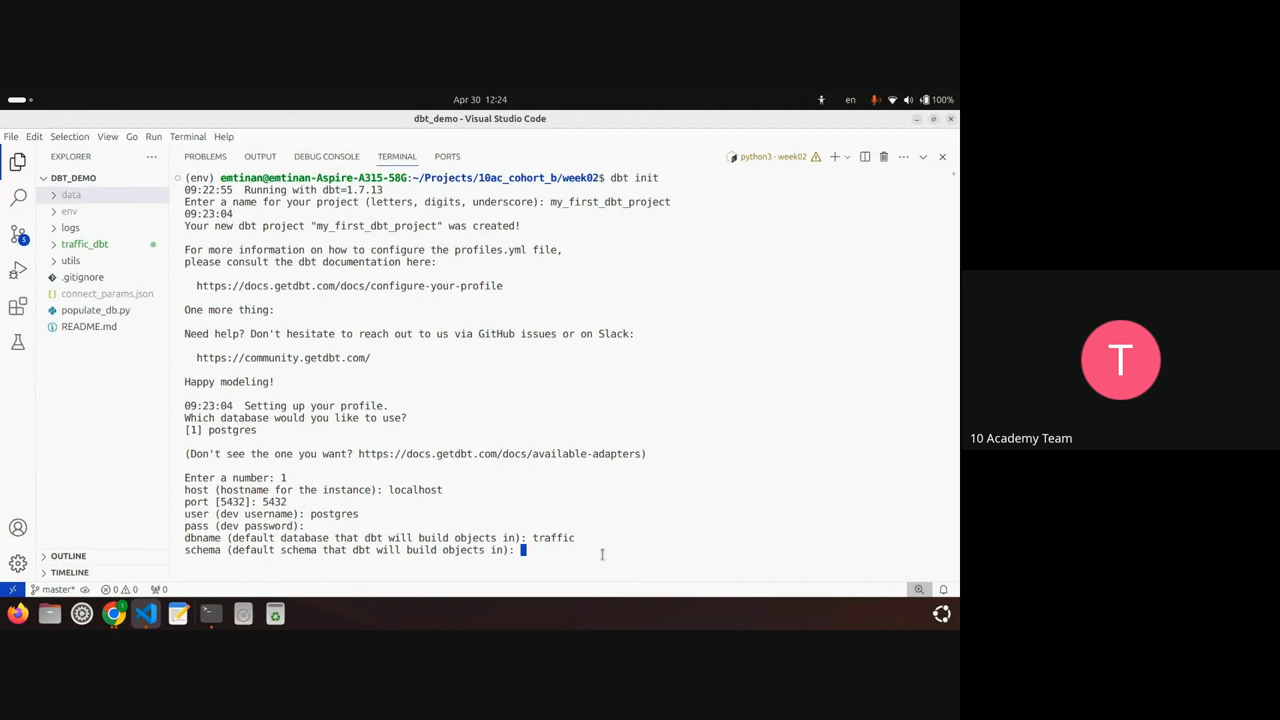 Apr 30 12:24
en
100%
dbt_demo - Visual Studio Code
File Edit Selection View Go Run Terminal Help
EXPLORER
PROBLEMS OUTPUT DEBUG CONSOLE TERMINAL PORTS
python3 - week02
DBT_DEMO
data
env
logs
traffic_dbt
utils
.gitignore
connect_params.json
populate_db.py
README.md
OUTLINE
TIMELINE
5
(env) emtinan@emtinan-Aspire-A315-58G:~/Projects/10ac_cohort_b/week02$ dbt init
09:22:55  Running with dbt=1.7.13
Enter a name for your project (letters, digits, underscore): my_first_dbt_project
09:23:04
Your new dbt project "my_first_dbt_project" was created!
For more information on how to configure the profiles.yml file,
please consult the dbt documentation here:
https://docs.getdbt.com/docs/configure-your-profile
One more thing:
Need help? Don't hesitate to reach out to us via GitHub issues or on Slack:
https://community.getdbt.com/
Happy modeling!
09:23:04  Setting up your profile.
Which database would you like to use?
[1] postgres
(Don't see the one you want? https://docs.getdbt.com/docs/available-adapters)
Enter a number: 1
host (hostname for the instance): localhost
port [5432]: 5432
user (dev username): postgres
pass (dev password):
dbname (default database that dbt will build objects in): traffic
schema (default schema that dbt will build objects in):
master* 0 0 0
T
10 Academy Team